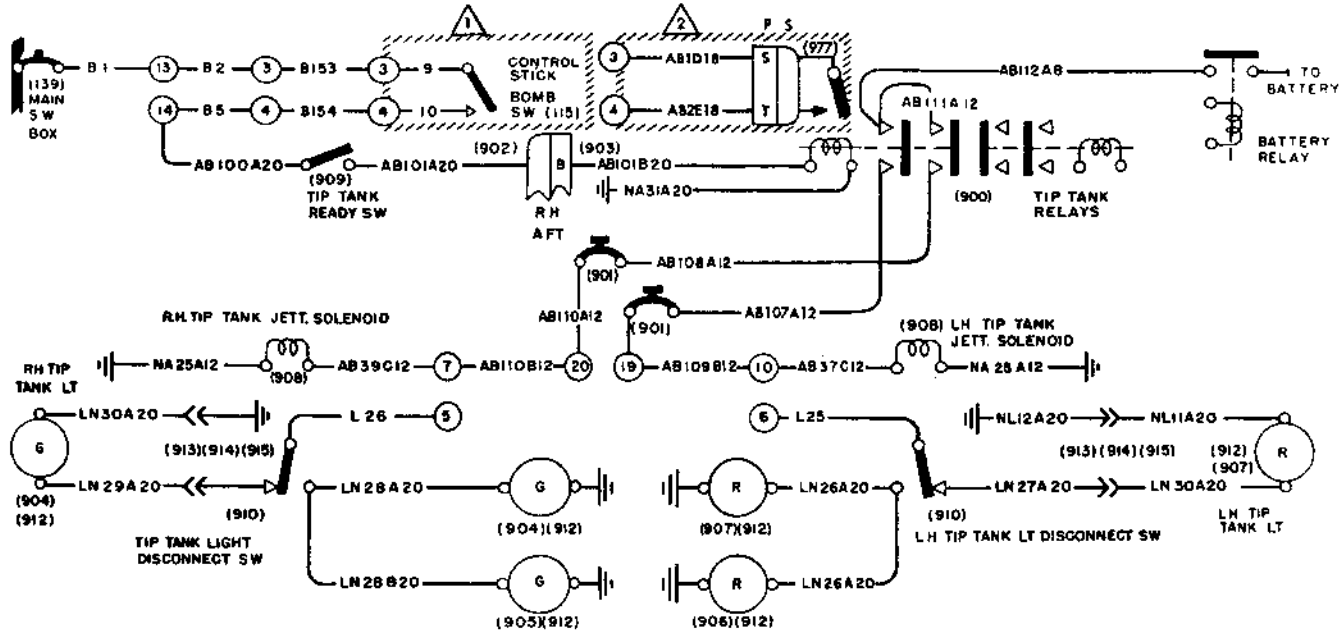 1
2
P S
B1
13
B2
3
B153
3
9
CONTROL
STICK
(139)
MAIN
SW
BOX
14
B5
4
B154
4
10
BOMB
SW (115)
3
AB1D18
S
(977)
4
AB2E18
T
AB112A8
TO
BATTERY
AB111A12
BATTERY
RELAY
AB100A20
(909)
TIP TANK
READY SW
AB101A20
(902)
(903)
B
AB101B20
NA31A20
RH
AFT
(900)
TIP TANK
RELAYS
(901)
AB108A12
AB110A12
(901)
AB107A12
R.H. TIP TANK JETT. SOLENOID
(908) LH TIP TANK
JETT. SOLENOID
NA25A12
(908)
AB39C12
7
AB110B12
20
19
AB109B12
10
AB37C12
NA28A12
RH TIP
TANK LT
LN30A20
L26
5
6
L25
NL12A20
NL11A20
G
(913)(914)(915)
(913)(914)(915)
(912)
(907)
R
LN29A20
(904)
(912)
(910)
LN28A20
G
(904)(912)
R
LN26A20
(907)(912)
LN27A20
LN30A20
(910)
TIP TANK LIGHT
DISCONNECT SW
LH TIP TANK LT DISCONNECT SW
LH TIP
TANK LT
LN28B20
G
(905)(912)
R
LN26A20
(906)(912)